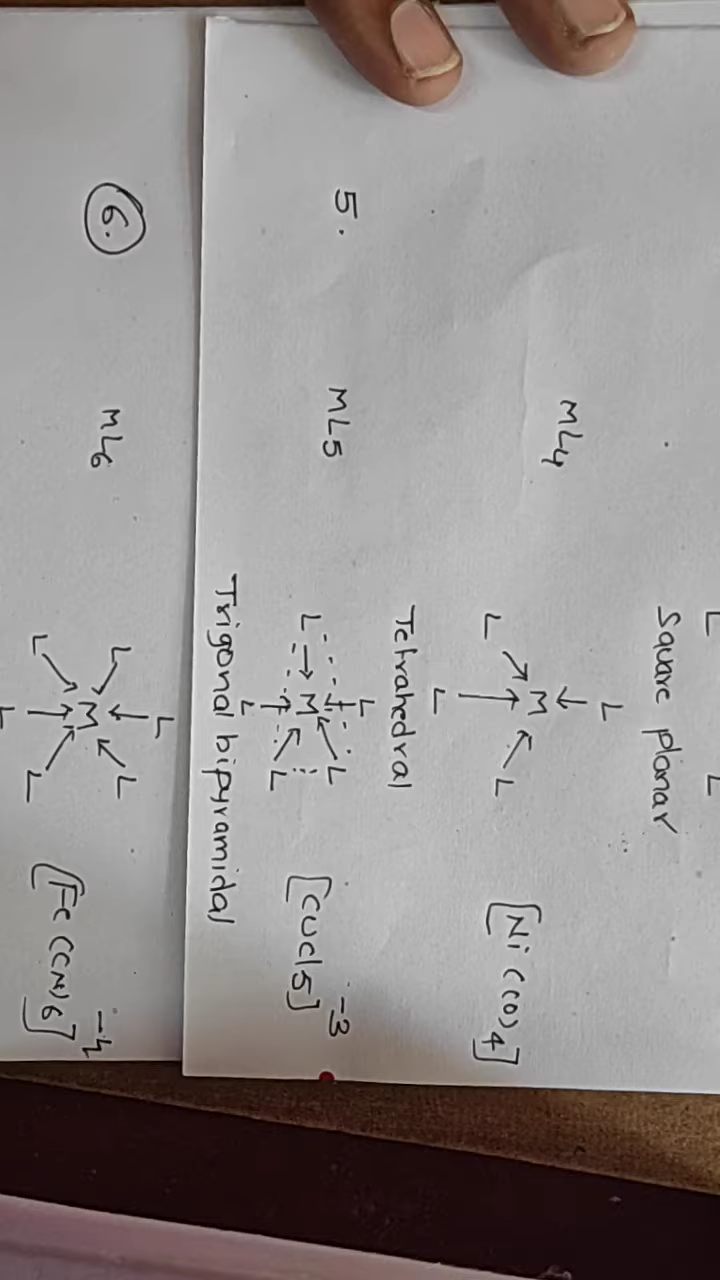 L L
Square planar
ML4 L M L L L [Ni(CO)4]
Tetrahedral
5. ML5 L M L L L L [CuCl5]-3
Trigonal bipyramidal
6. ML6 L L L M L L L [Fe(CN)6]-4